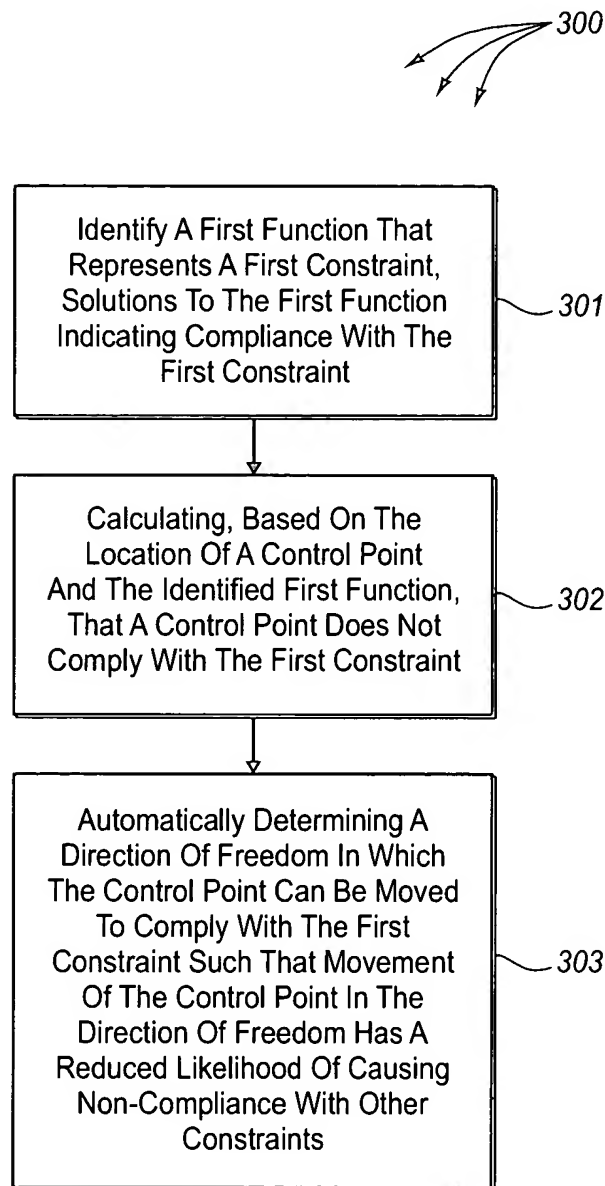 300
Identify A First Function That
Represents A First Constraint,
Solutions To The First Function
Indicating Compliance With The
First Constraint
301
Calculating, Based On The
Location Of A Control Point
And The Identified First Function,
That A Control Point Does Not
Comply With The First Constraint
302
Automatically Determining A
Direction Of Freedom In Which
The Control Point Can Be Moved
To Comply With The First
Constraint Such That Movement
Of The Control Point In The
Direction Of Freedom Has A
Reduced Likelihood Of Causing
Non-Compliance With Other
Constraints
303